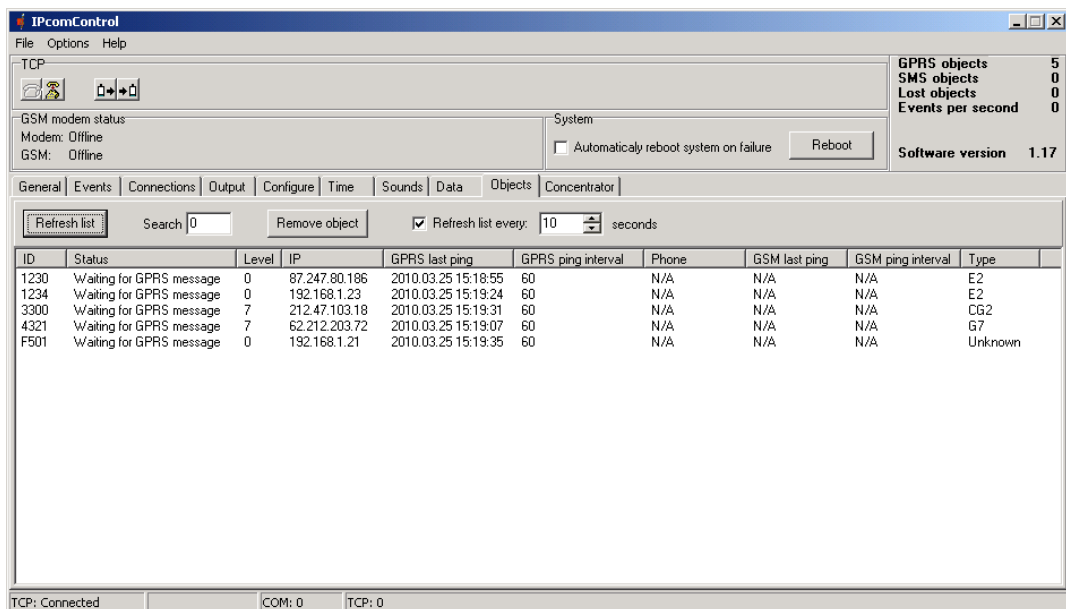 IPcomControl
File Options Help
TCP
GPRS objects 5
SMS objects 0
Lost objects 0
Events per second 0
Software version 1.17
GSM modem status
Modem: Offline
GSM: Offline
System
Automaticaly reboot system on failure Reboot
General Events Connections Output Configure Time Sounds Data Objects Concentrator
Refresh list Search 0 Remove object Refresh list every: 10 seconds
ID Status Level IP GPRS last ping GPRS ping interval Phone GSM last ping GSM ping interval Type
1230 Waiting for GPRS message 0 87.247.80.186 2010.03.25 15:18:55 60 N/A N/A N/A E2
1234 Waiting for GPRS message 0 192.168.1.23 2010.03.25 15:19:24 60 N/A N/A N/A E2
3300 Waiting for GPRS message 7 212.47.103.18 2010.03.25 15:19:31 60 N/A N/A N/A CG2
4321 Waiting for GPRS message 7 62.212.203.72 2010.03.25 15:19:07 60 N/A N/A N/A G7
F501 Waiting for GPRS message 0 192.168.1.21 2010.03.25 15:19:35 60 N/A N/A N/A Unknown
TCP: Connected COM: 0 TCP: 0